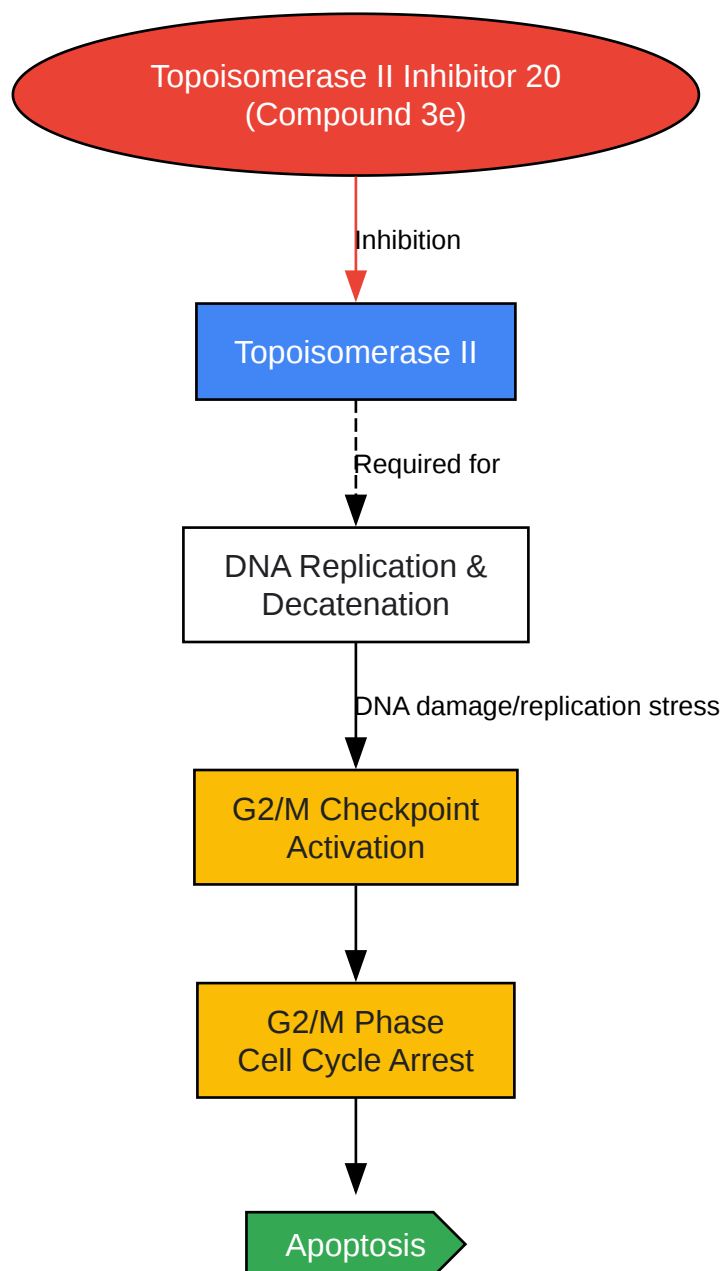 Topoisomerase II Inhibitor 20
(Compound 3e)
Inhibition
Topoisomerase II
Required for
DNA Replication &
Decatenation
DNA damage/replication stress
G2/M Checkpoint
Activation
G2/M Phase
Cell Cycle Arrest
Apoptosis